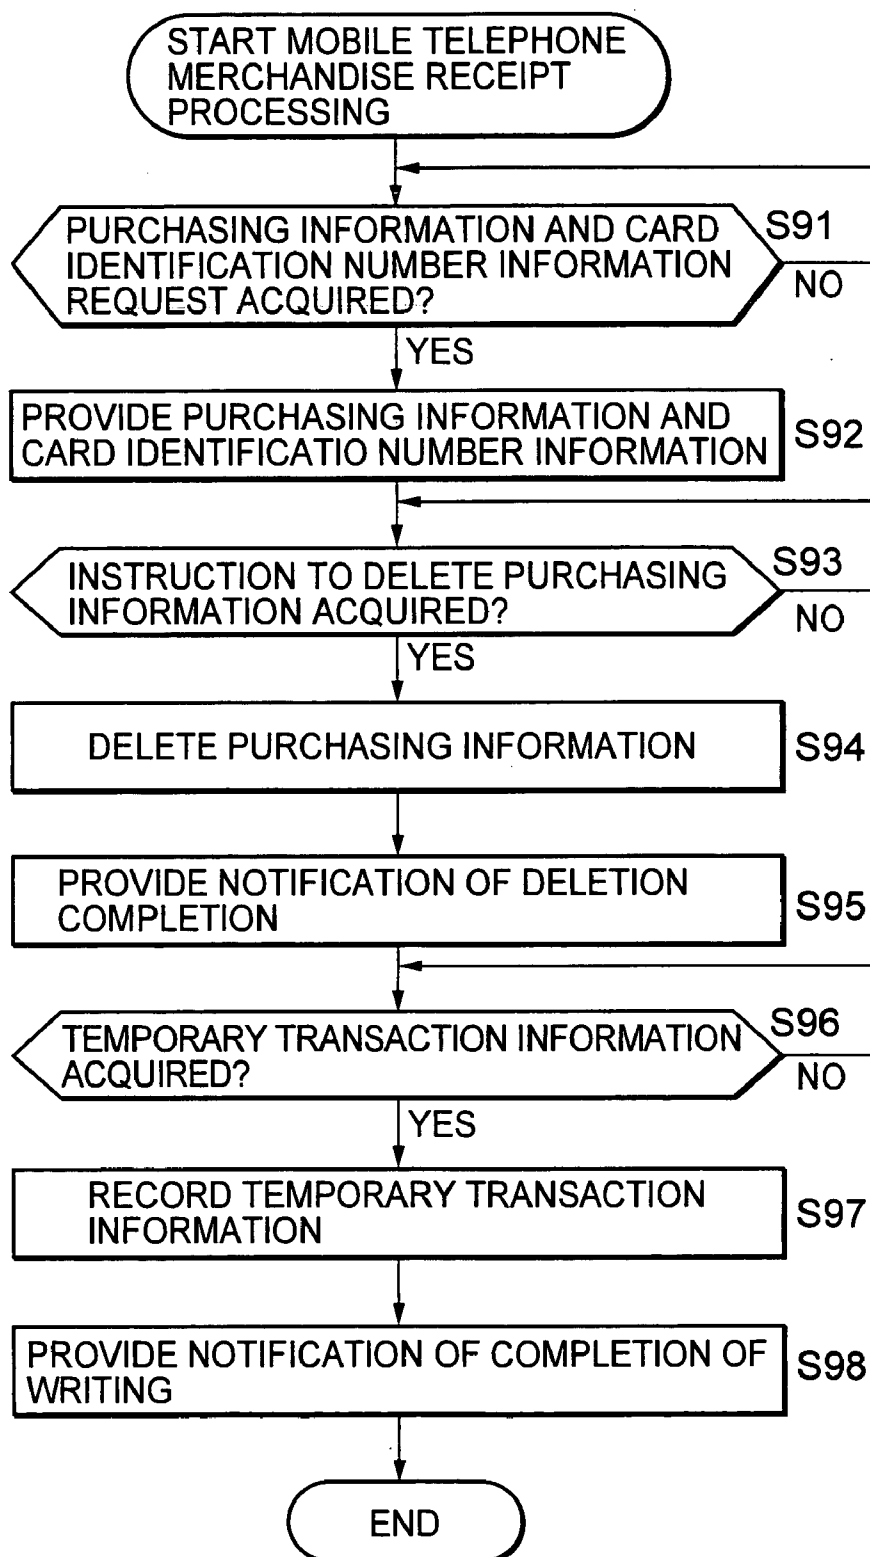 START MOBILE TELEPHONE
MERCHANDISE RECEIPT
PROCESSING
PURCHASING INFORMATION AND CARD
IDENTIFICATION NUMBER INFORMATION
REQUEST ACQUIRED?
S91
NO
YES
PROVIDE PURCHASING INFORMATION AND
CARD IDENTIFICATIO NUMBER INFORMATION
S92
INSTRUCTION TO DELETE PURCHASING
INFORMATION ACQUIRED?
S93
NO
YES
DELETE PURCHASING INFORMATION
S94
PROVIDE NOTIFICATION OF DELETION
COMPLETION
S95
TEMPORARY TRANSACTION INFORMATION
ACQUIRED?
S96
NO
YES
RECORD TEMPORARY TRANSACTION
INFORMATION
S97
PROVIDE NOTIFICATION OF COMPLETION OF
WRITING
S98
END